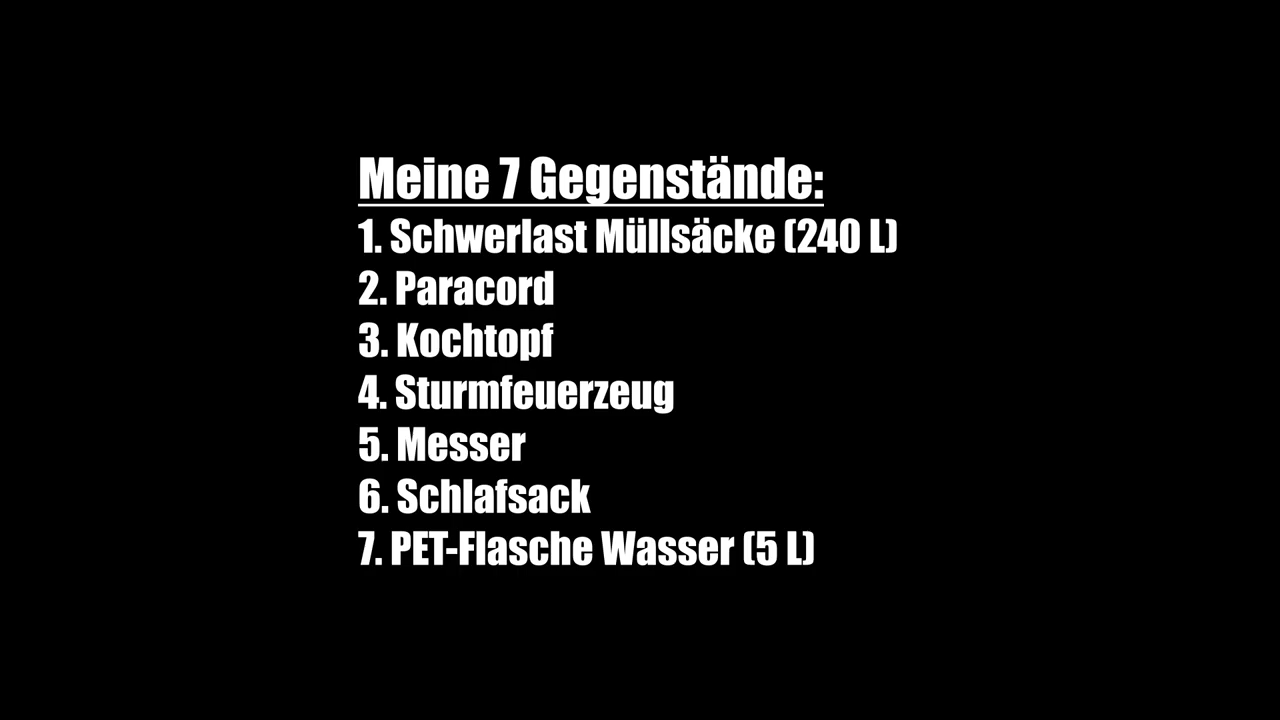 Meine 7 Gegenstände:
1. Schwerlast Müllsäcke (240 L)
2. Paracord
3. Kochtopf
4. Sturmfeuerzeug
5. Messer
6. Schlafsack
7. PET-Flasche Wasser (5 L)